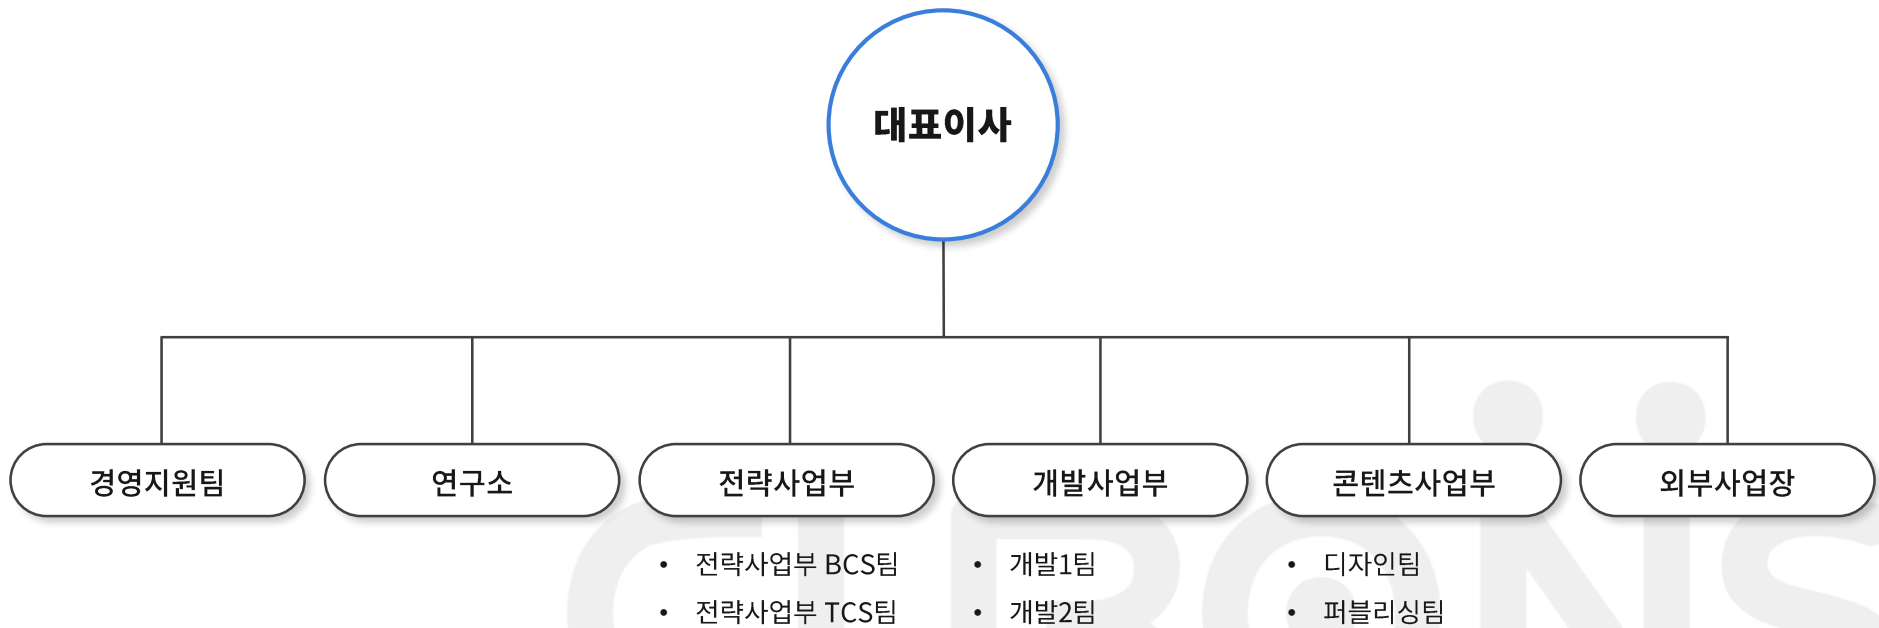 대표이사
경영지원팀
연구소
전략사업부
개발사업부
콘텐츠사업부
외부사업장
• 전략사업부 BCS팀
• 전략사업부 TCS팀
• 개발1팀
• 개발2팀
• 디자인팀
• 퍼블리싱팀